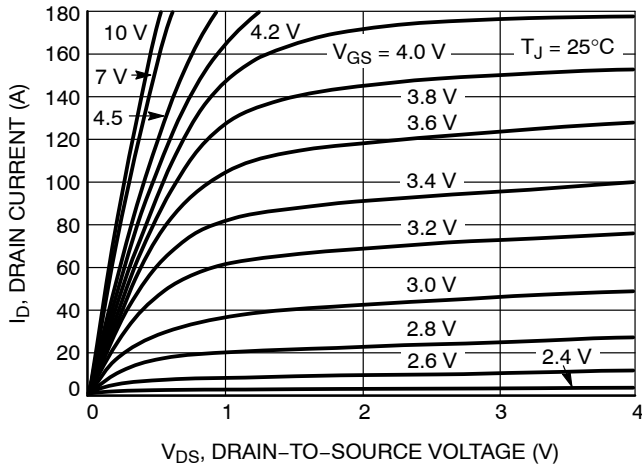 180
160
140
120
100
80
60
40
20
0
I_D, DRAIN CURRENT (A)
10 V
7 V
4.5
4.2 V
V_GS = 4.0 V
T_J = 25°C
3.8 V
3.6 V
3.4 V
3.2 V
3.0 V
2.8 V
2.6 V
2.4 V
0 1 2 3 4
V_DS, DRAIN−TO−SOURCE VOLTAGE (V)